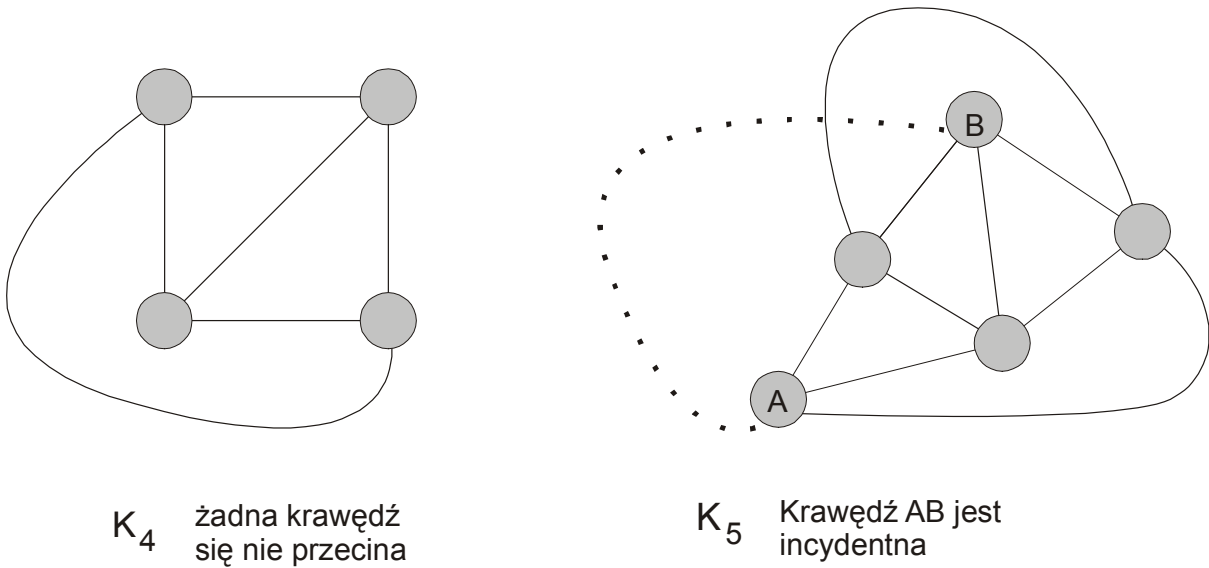 B
A
K4
żadna krawędź
się nie przecina
K5
Krawędź AB jest
incydentna